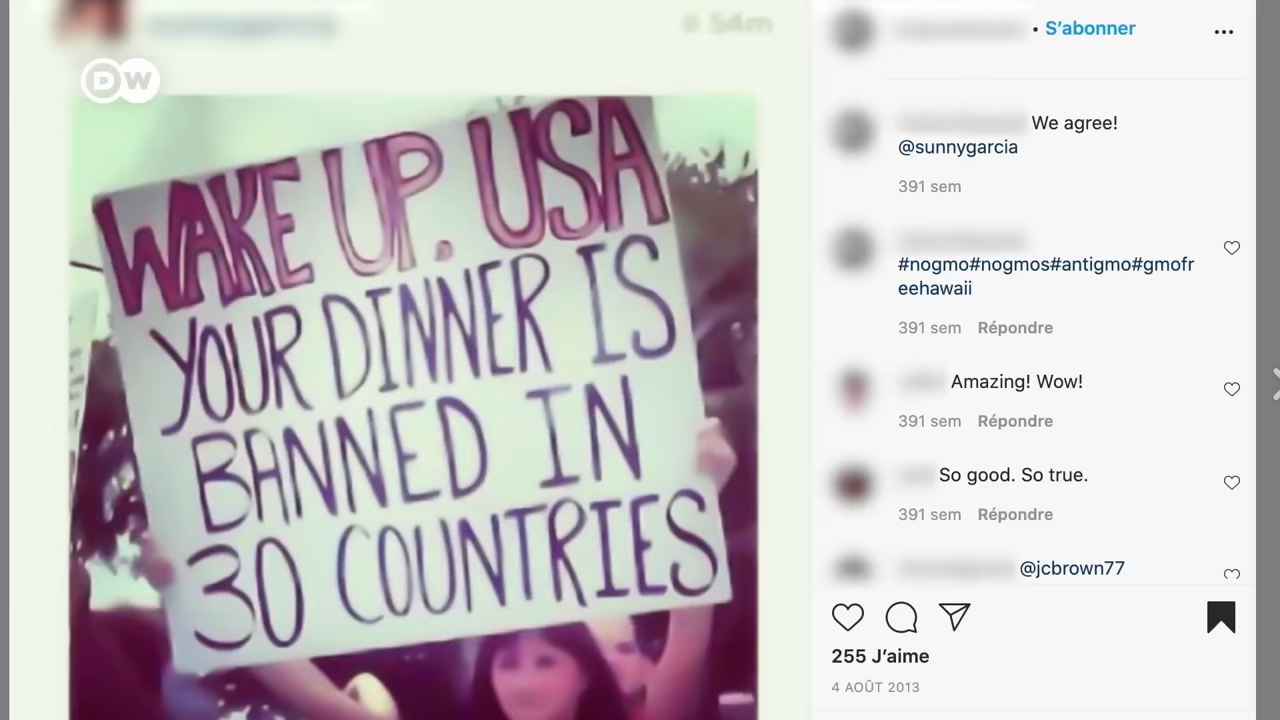 54m
DW
WAKE UP. USA
YOUR DINNER IS
BANNED IN
30 COUNTRIES
• S'abonner
We agree!
@sunnygarcia
391 sem
#nogmo#nogmos#antigmo#gmofr
eehawaii
391 sem Répondre
Amazing! Wow!
391 sem Répondre
So good. So true.
391 sem Répondre
@jcbrown77
255 J'aime
4 AOÛT 2013